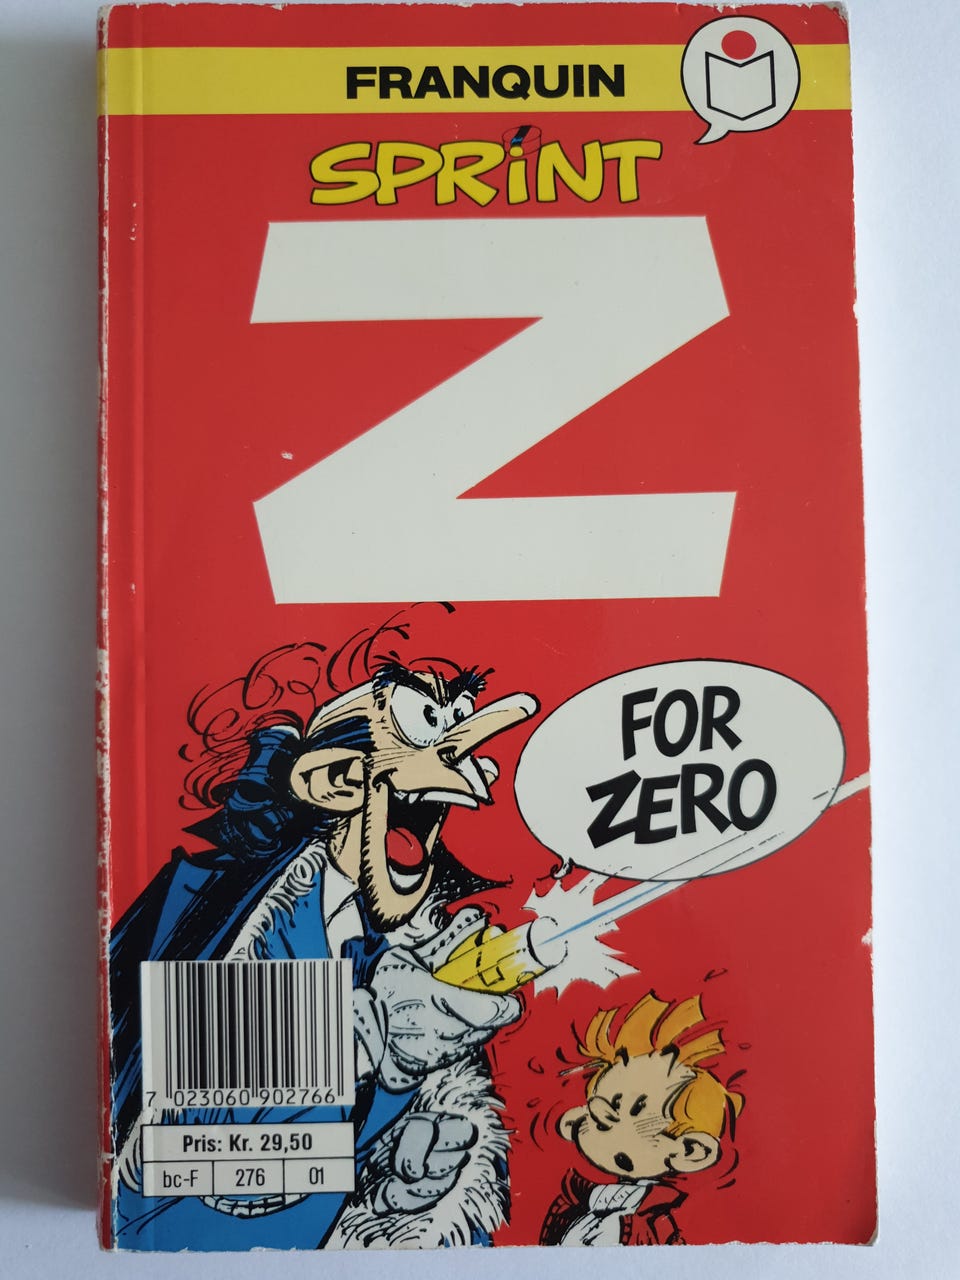 FRANQUIN
SPRiNT
Z
FOR
ZERO
7 023060 902766
Pris: Kr. 29,50
bc-F 276 01